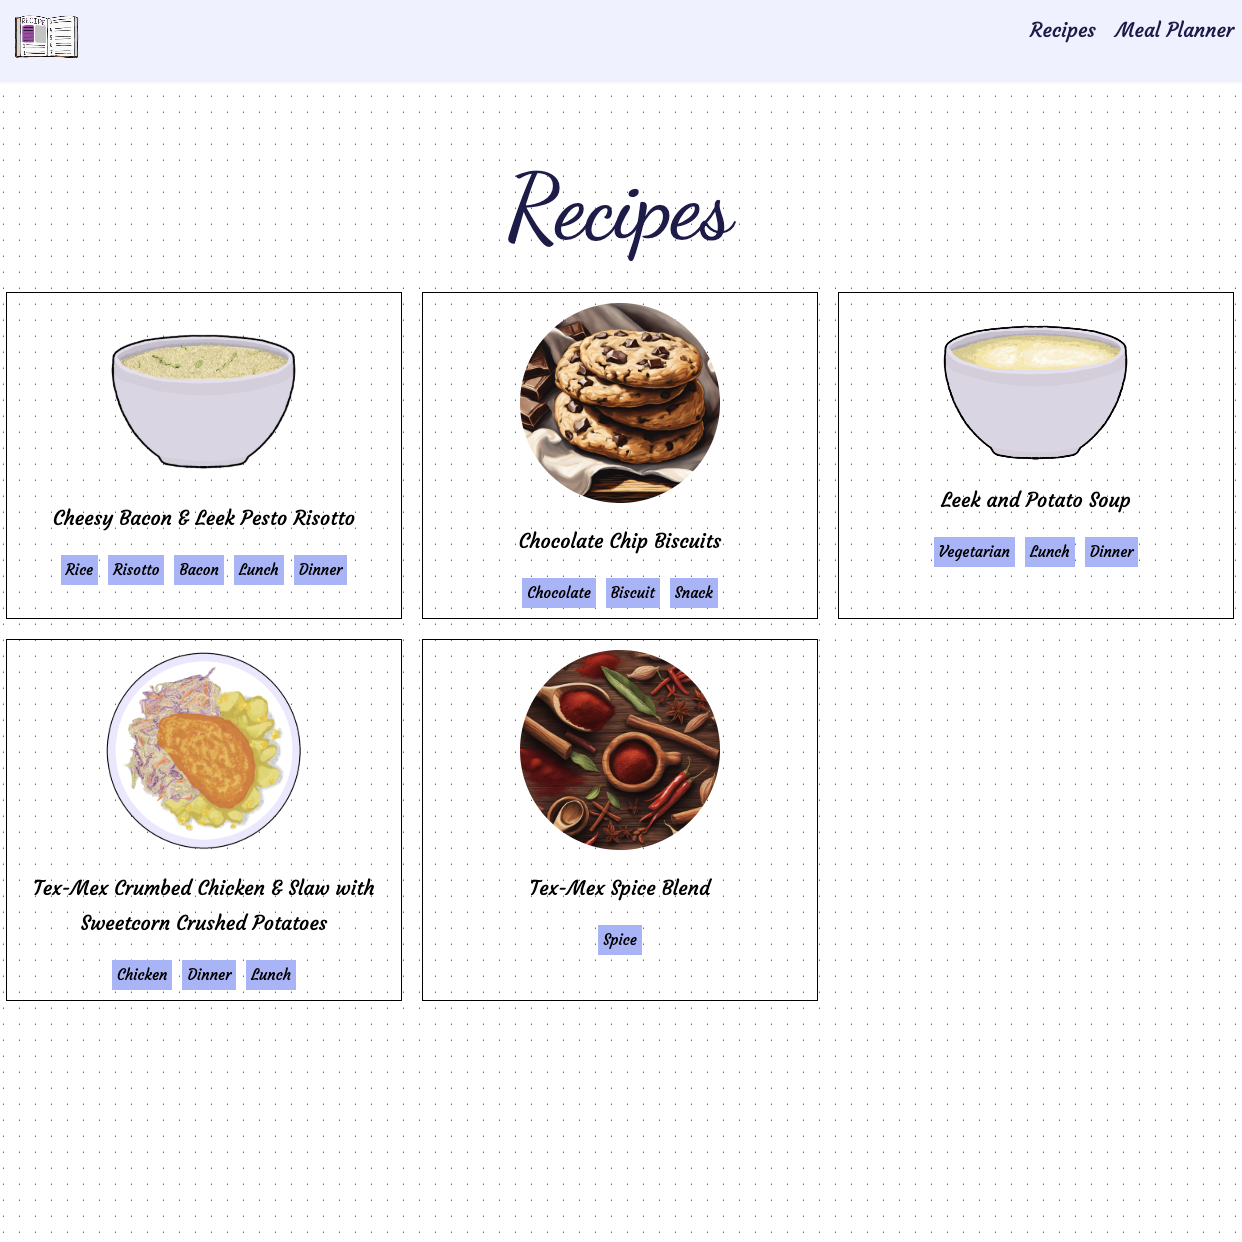 RECIPE
Recipes
Meal Planner
Recipes
Cheesy Bacon & Leek Pesto Risotto
Rice
Risotto
Bacon
Lunch
Dinner
Chocolate Chip Biscuits
Chocolate
Biscuit
Snack
Leek and Potato Soup
Vegetarian
Lunch
Dinner
Tex-Mex Crumbed Chicken & Slaw with
Sweetcorn Crushed Potatoes
Chicken
Dinner
Lunch
Tex-Mex Spice Blend
Spice